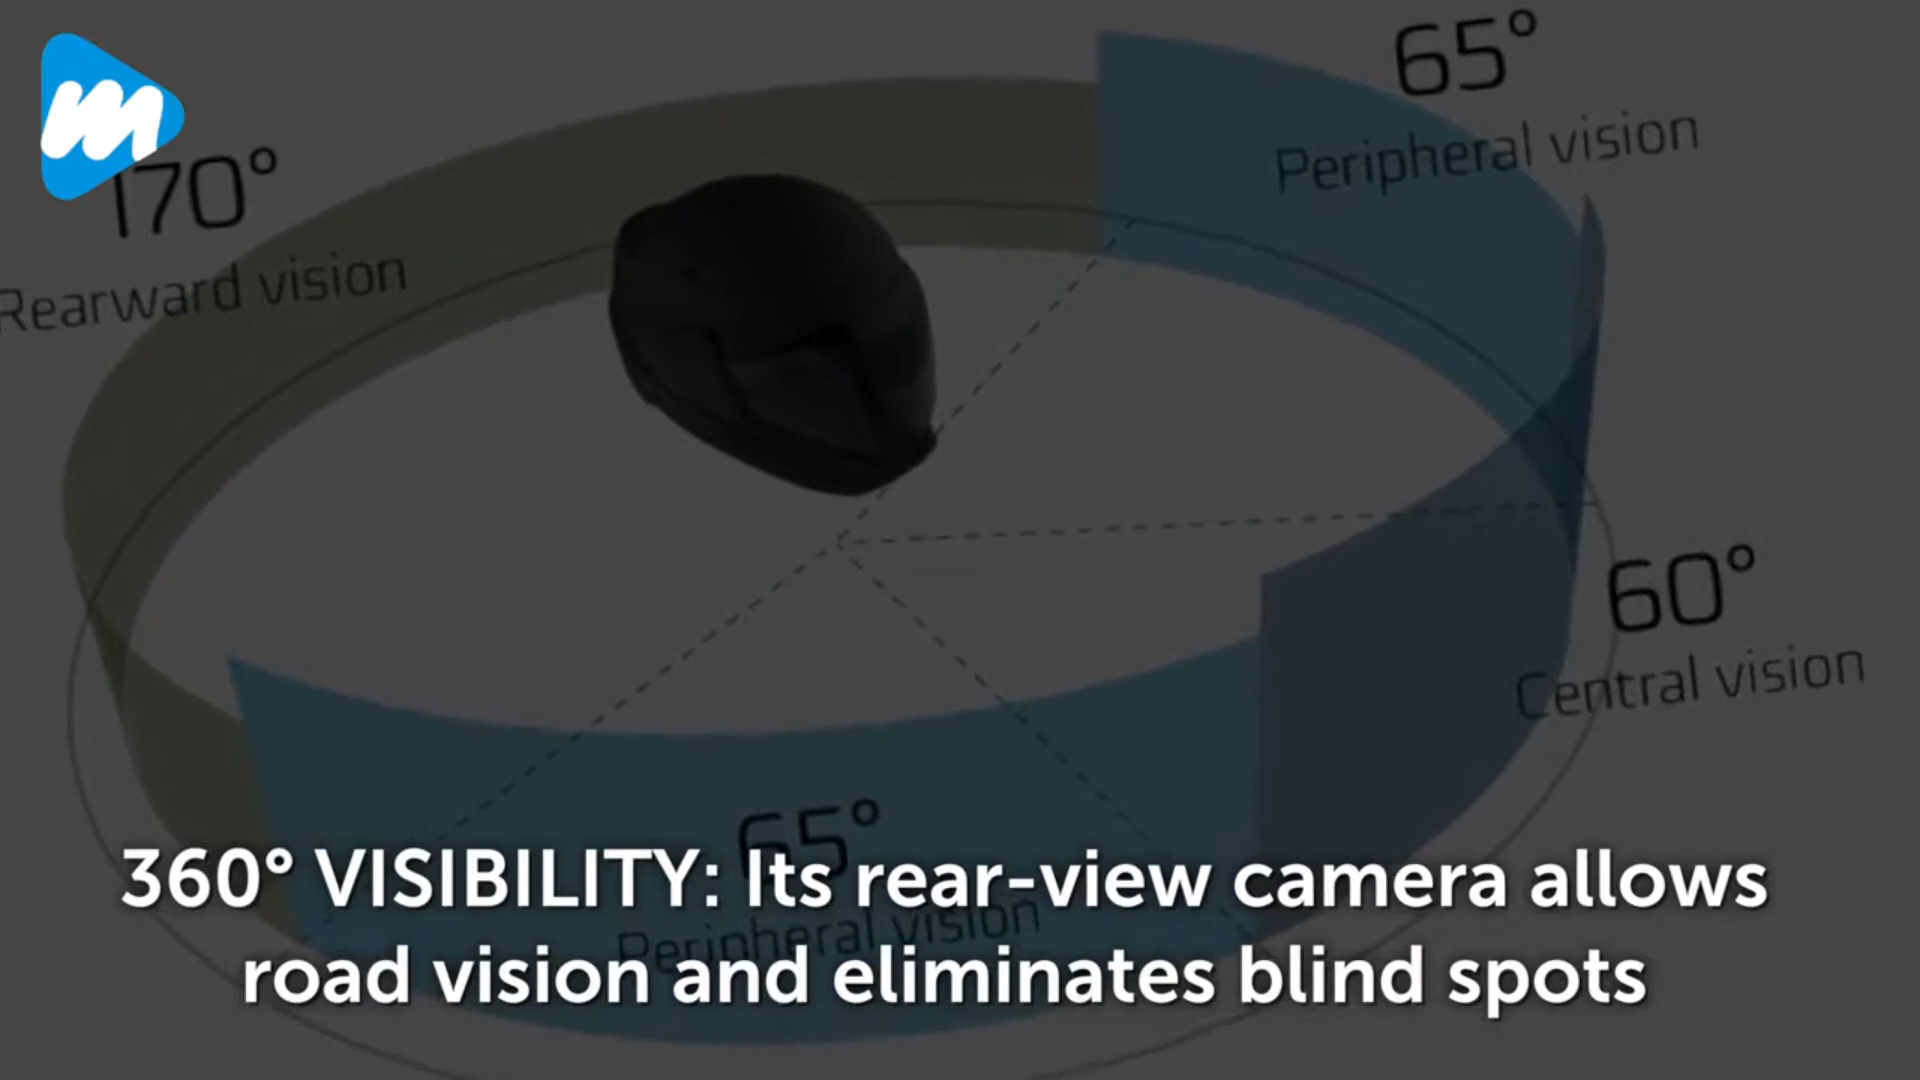 65°
Peripheral vision
170°
Rearward vision
60°
Central vision
65°
Peripheral vision
360° VISIBILITY: Its rear-view camera allows
road vision and eliminates blind spots